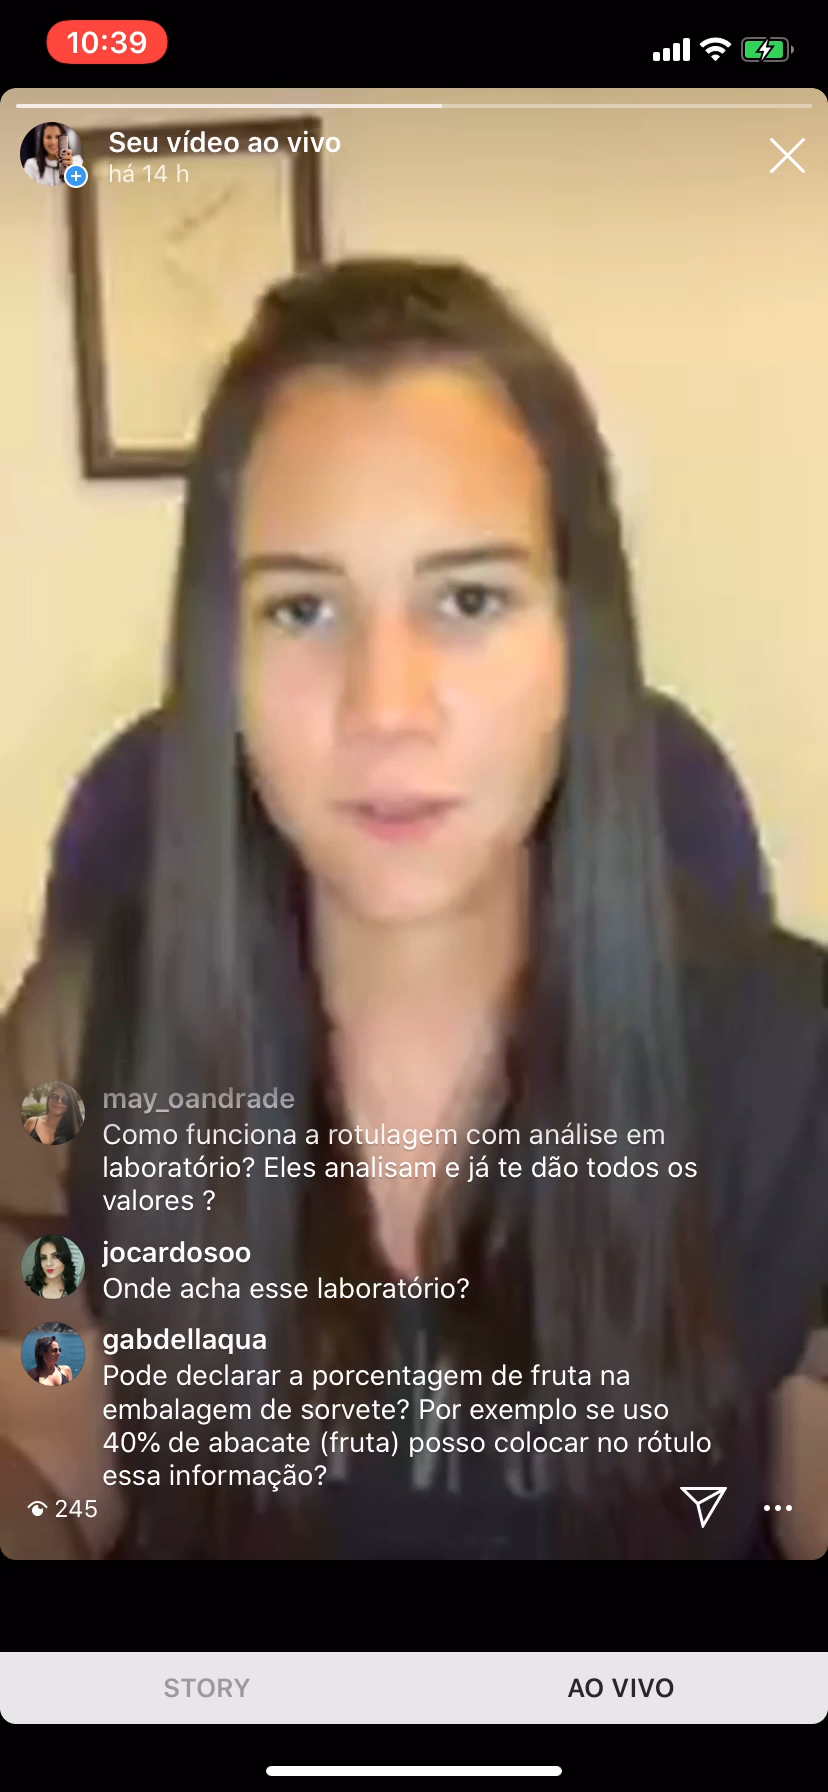 10:39
Seu vídeo ao vivo
há 14 h
may_oandrade
Como funciona a rotulagem com análise em
laboratório? Eles analisam e já te dão todos os
valores ?
jocardosoo
Onde acha esse laboratório?
gabdellaqua
Pode declarar a porcentagem de fruta na
embalagem de sorvete? Por exemplo se uso
40% de abacate (fruta) posso colocar no rótulo
essa informação?
245
STORY
AO VIVO